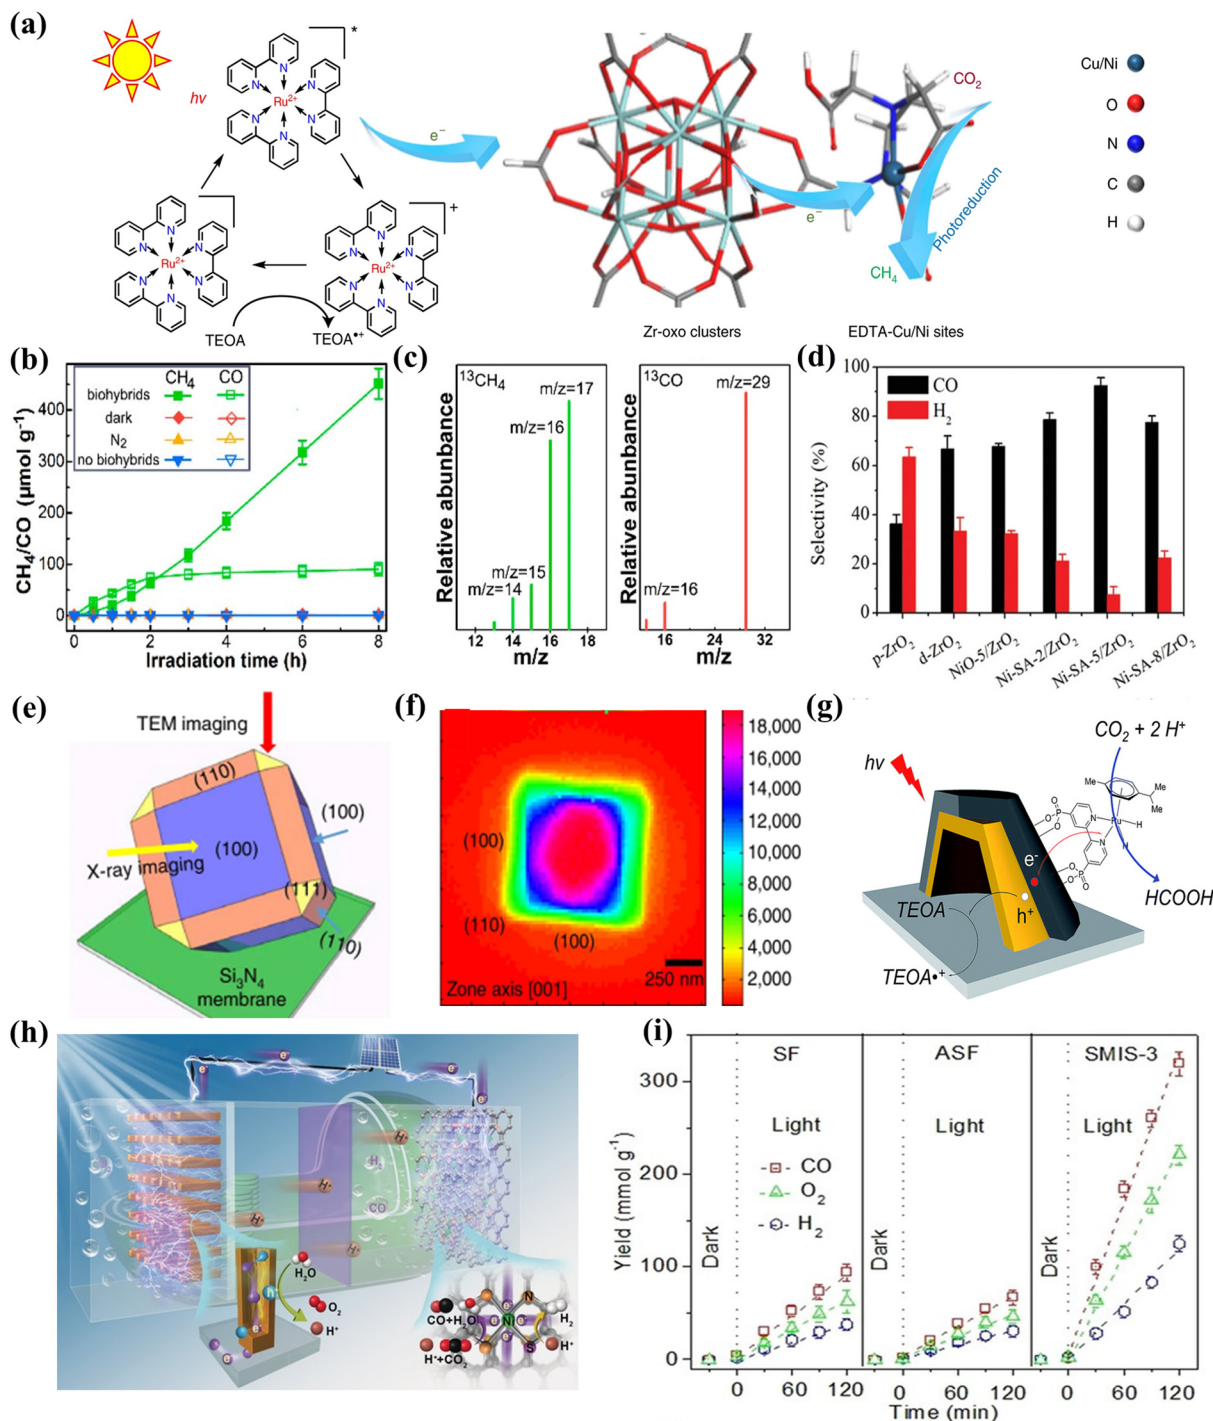 (a)
hν
*
N N N N N N
Ru²⁺
e⁻
CO₂
Cu/Ni
O
N
C
H
+
N N N N N N
Ru²⁺
N N N N N N
Ru²⁺
e⁻
Photoreduction
CH₄
TEOA
TEOA•⁺
Zr-oxo clusters
EDTA-Cu/Ni sites
(b)
CH₄ CO
biohybrids
dark
N₂
no biohybrids
400
300
200
100
0
CH₄/CO (μmol g⁻¹)
0 2 4 6 8
Irradiation time (h)
(c)
¹³CH₄
m/z=17
m/z=16
m/z=15
m/z=14
Relative abunbance
12 14 16 18
m/z
¹³CO
m/z=29
m/z=16
Relative abunbance
16 24 32
m/z
(d)
CO
H₂
100
80
60
40
20
0
Selectivity (%)
p-ZrO₂
d-ZrO₂
NiO-5/ZrO₂
Ni-SA-2/ZrO₂
Ni-SA-5/ZrO₂
Ni-SA-8/ZrO₂
(e)
TEM imaging
(110)
(100)
(100)
X-ray imaging
(111)
(110)
Si₃N₄
membrane
(f)
(100)
(110)
(100)
Zone axis [001]
250 nm
18,000
16,000
14,000
12,000
10,000
8,000
6,000
4,000
2,000
(g)
CO₂ + 2 H⁺
hν
Me
Me
Me
O
P
O
O
N
Ru
H
N
H
O
O
P
O
e⁻
h⁺
HCOOH
TEOA
TEOA•⁺
(h)
e⁻
e⁻
e⁻
e⁻
H⁺
H₂
H⁺
CO
H⁺
H⁺
H₂O
h⁺
O₂
H⁺
e⁻
e⁻
N
CO+H₂O
Ni
H₂
e⁻
e⁻
e⁻
e⁻
S
H⁺
H⁺+CO₂
(i)
SF
ASF
SMIS-3
Light
Light
Light
CO
O₂
H₂
Dark
Dark
Dark
300
200
100
0
Yield (mmol g⁻¹)
0 60 120 0 60 120 0 60 120
Time (min)